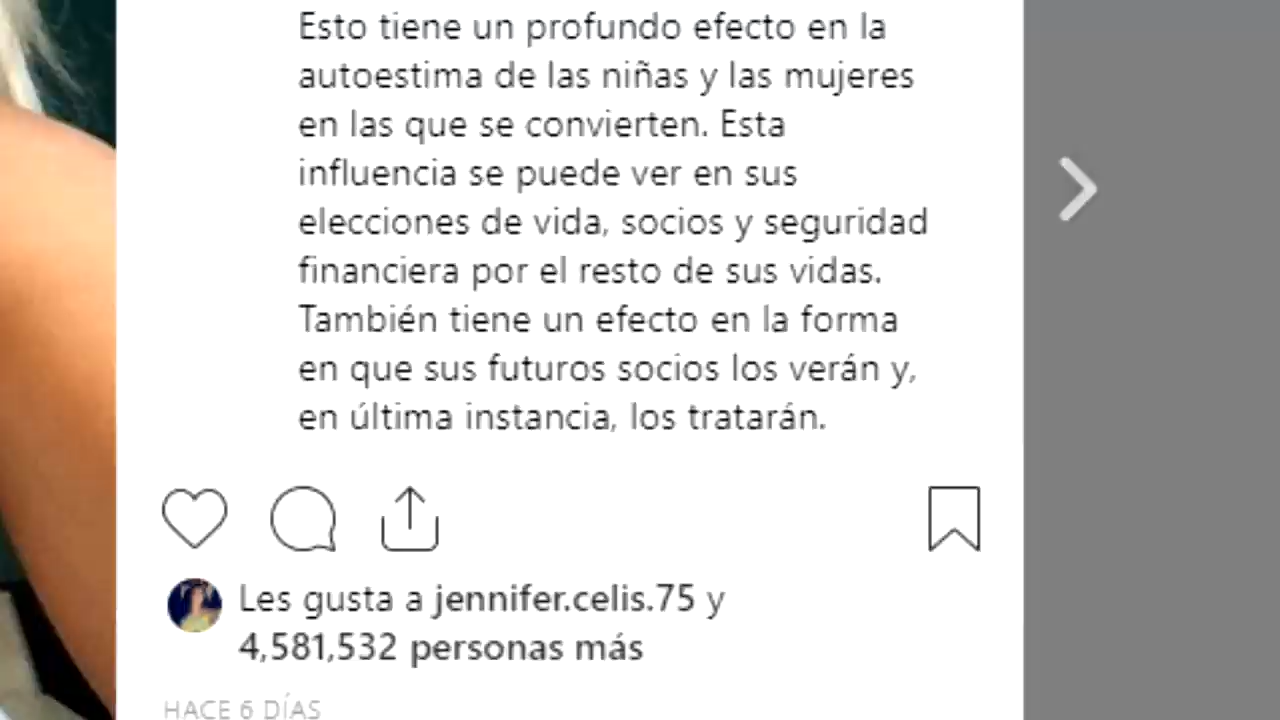 Esto tiene un profundo efecto en la
autoestima de las niñas y las mujeres
en las que se convierten. Esta
influencia se puede ver en sus
elecciones de vida, socios y seguridad
financiera por el resto de sus vidas.
También tiene un efecto en la forma
en que sus futuros socios los verán y,
en última instancia, los tratarán.
Les gusta a jennifer.celis.75 y
4,581,532 personas más
HACE 6 DÍAS